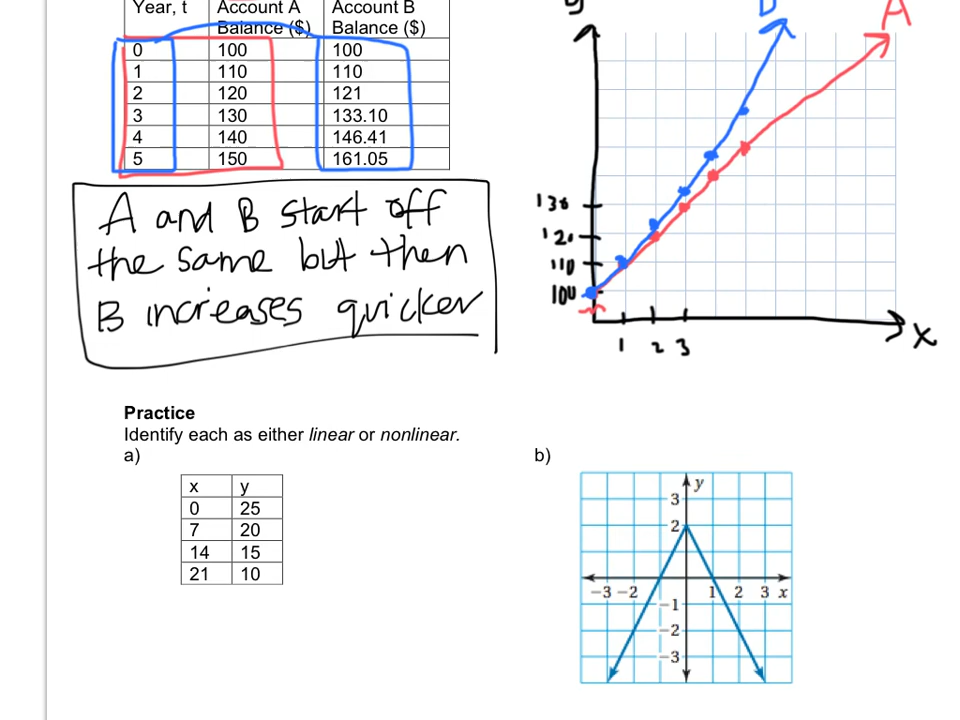 Year, t Account A Balance ($) Account B Balance ($)
0 100 100
1 110 110
2 120 121
3 130 133.10
4 140 146.41
5 150 161.05
A and B start off
the same but then
B increases quicker
y B A
130
120
110
100
1 2 3 x
Practice
Identify each as either linear or nonlinear.
a)
x y
0 25
7 20
14 15
21 10
b)
y
3
2
-3 -2 1 2 3 x
-1
-2
-3